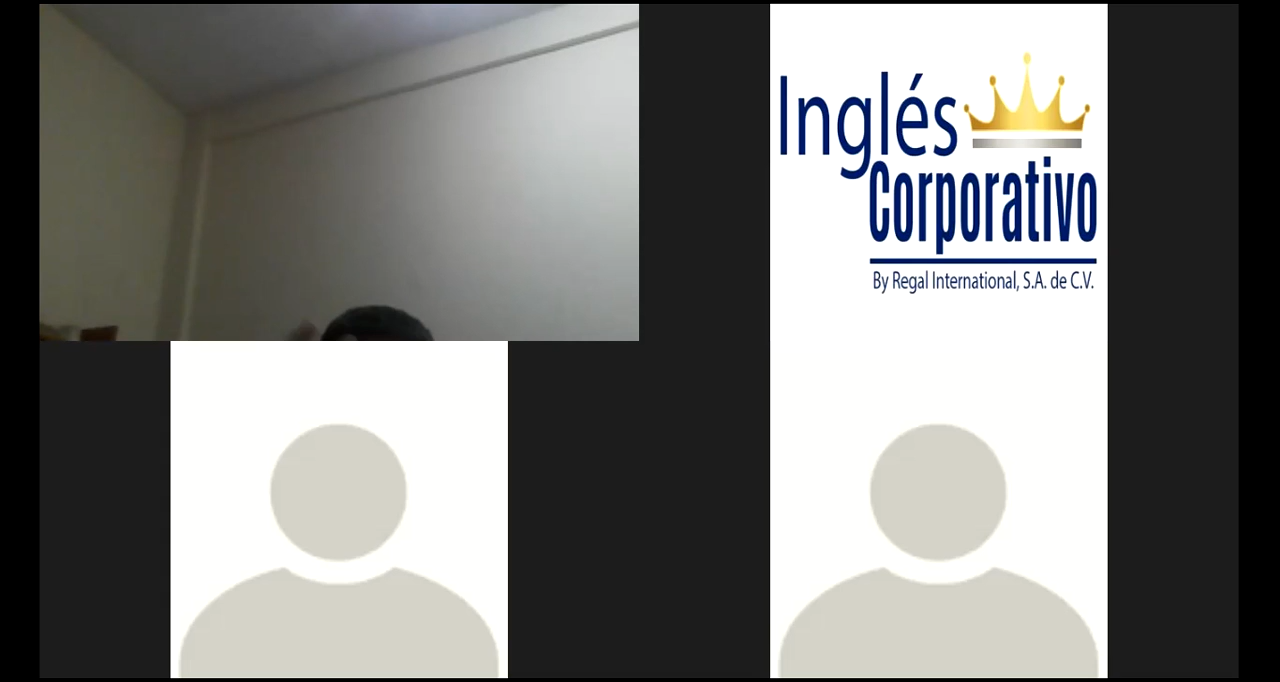 Inglés
Corporativo
By Regal International, S.A. de C.V.